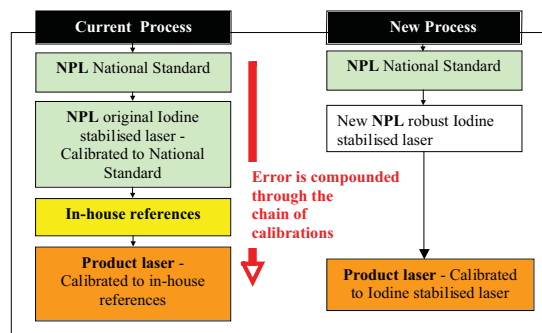 Current Process
NPL National Standard
NPL original Iodine
stabilised laser -
Calibrated to National
Standard
In-house references
Product laser -
Calibrated to in-house
references
Error is compounded
through the
chain of
calibrations
New Process
NPL National Standard
New NPL robust Iodine
stabilised laser
Product laser - Calibrated
to Iodine stabilised laser